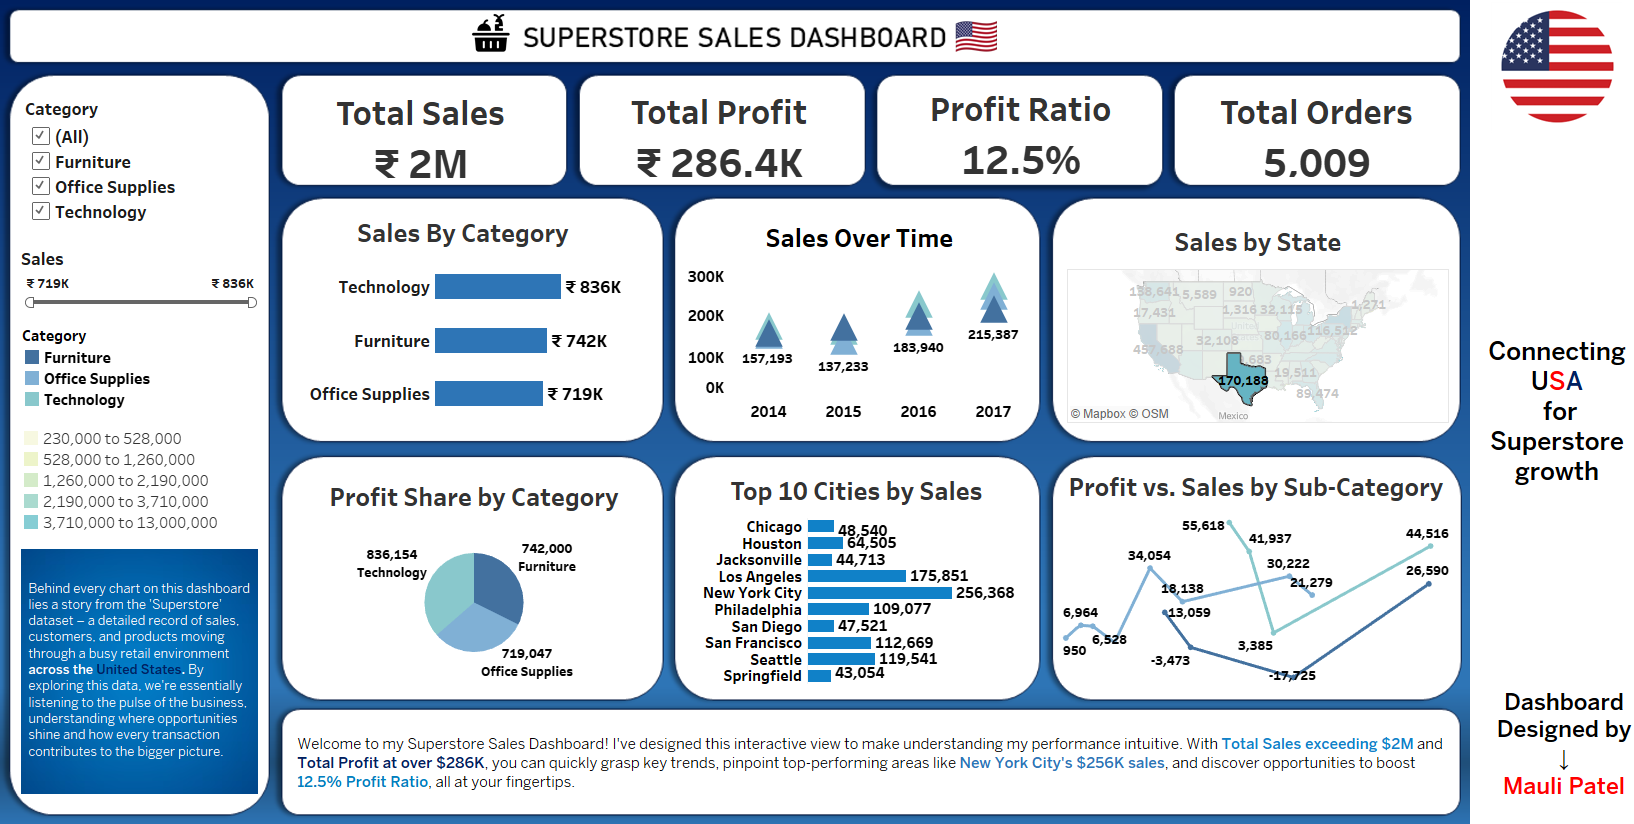 SUPERSTORE SALES DASHBOARD
Category
(All)
Furniture
Office Supplies
Technology
Sales
₹ 719K ₹ 836K
Category
Furniture
Office Supplies
Technology
230,000 to 528,000
528,000 to 1,260,000
1,260,000 to 2,190,000
2,190,000 to 3,710,000
3,710,000 to 13,000,000
Behind every chart on this dashboard
lies a story from the 'Superstore'
dataset – a detailed record of sales,
customers, and products moving
through a busy retail environment
across the United States. By
exploring this data, we're essentially
listening to the pulse of the business,
understanding where opportunities
shine and how every transaction
contributes to the bigger picture.
Total Sales
₹ 2M
Total Profit
₹ 286.4K
Profit Ratio
12.5%
Total Orders
5,009
Sales By Category
Technology ₹ 836K
Furniture ₹ 742K
Office Supplies ₹ 719K
Sales Over Time
300K
200K
100K
0K
157,193
137,233
183,940
215,387
2014 2015 2016 2017
Sales by State
138,641 5,589 920 1,271
17,431 1,316 32,115
457,688 32,108 80,166 116,512
170,188 19,511
89,474
© Mapbox © OSM Mexico
Profit Share by Category
836,154
Technology
742,000
Furniture
719,047
Office Supplies
Top 10 Cities by Sales
Chicago 48,540
Houston 64,505
Jacksonville 44,713
Los Angeles 175,851
New York City 256,368
Philadelphia 109,077
San Diego 47,521
San Francisco 112,669
Seattle 119,541
Springfield 43,054
Profit vs. Sales by Sub-Category
55,618
41,937
44,516
34,054
30,222
26,590
21,279
18,138
6,964
13,059
6,528
950
3,385
-3,473
-17,725
Welcome to my Superstore Sales Dashboard! I've designed this interactive view to make understanding my performance intuitive. With Total Sales exceeding $2M and
Total Profit at over $286K, you can quickly grasp key trends, pinpoint top-performing areas like New York City's $256K sales, and discover opportunities to boost
12.5% Profit Ratio, all at your fingertips.
Connecting
USA
for
Superstore
growth
Dashboard
Designed by
↓
Mauli Patel